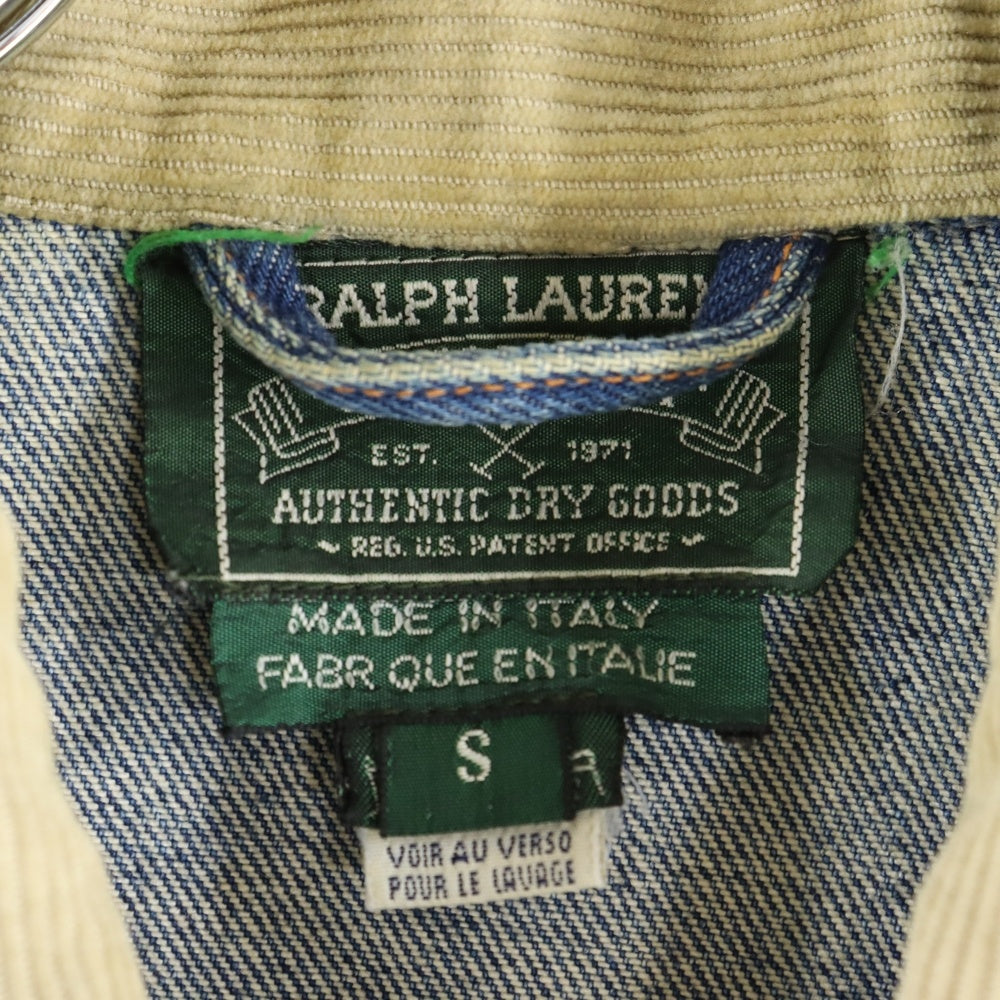 RALPH LAUREN
EST. 1971
AUTHENTIC DRY GOODS
REG. U.S. PATENT OFFICE
MADE IN ITALY
FABR QUE EN ITALIE
S
VOIR AU VERSO
POUR LE LAVAGE